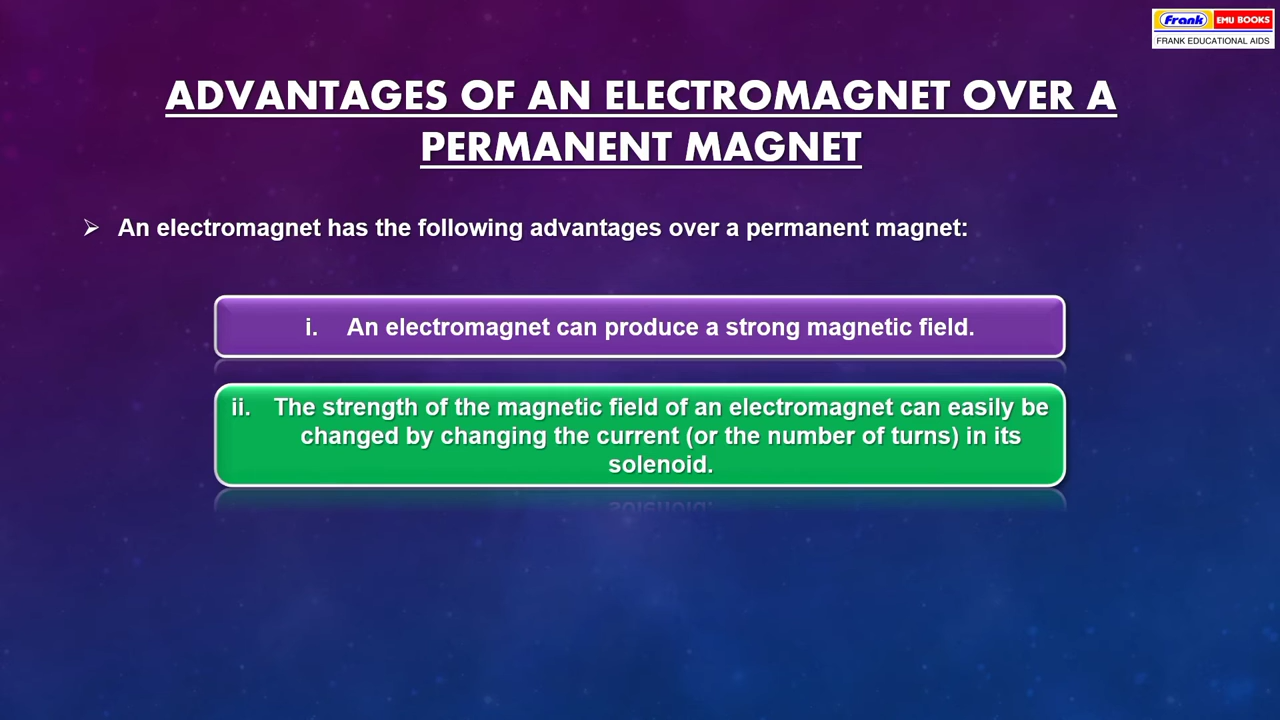 Frank EMU BOOKS
FRANK EDUCATIONAL AIDS
ADVANTAGES OF AN ELECTROMAGNET OVER A
PERMANENT MAGNET
➢ An electromagnet has the following advantages over a permanent magnet:
i. An electromagnet can produce a strong magnetic field.
ii. The strength of the magnetic field of an electromagnet can easily be
changed by changing the current (or the number of turns) in its
solenoid.